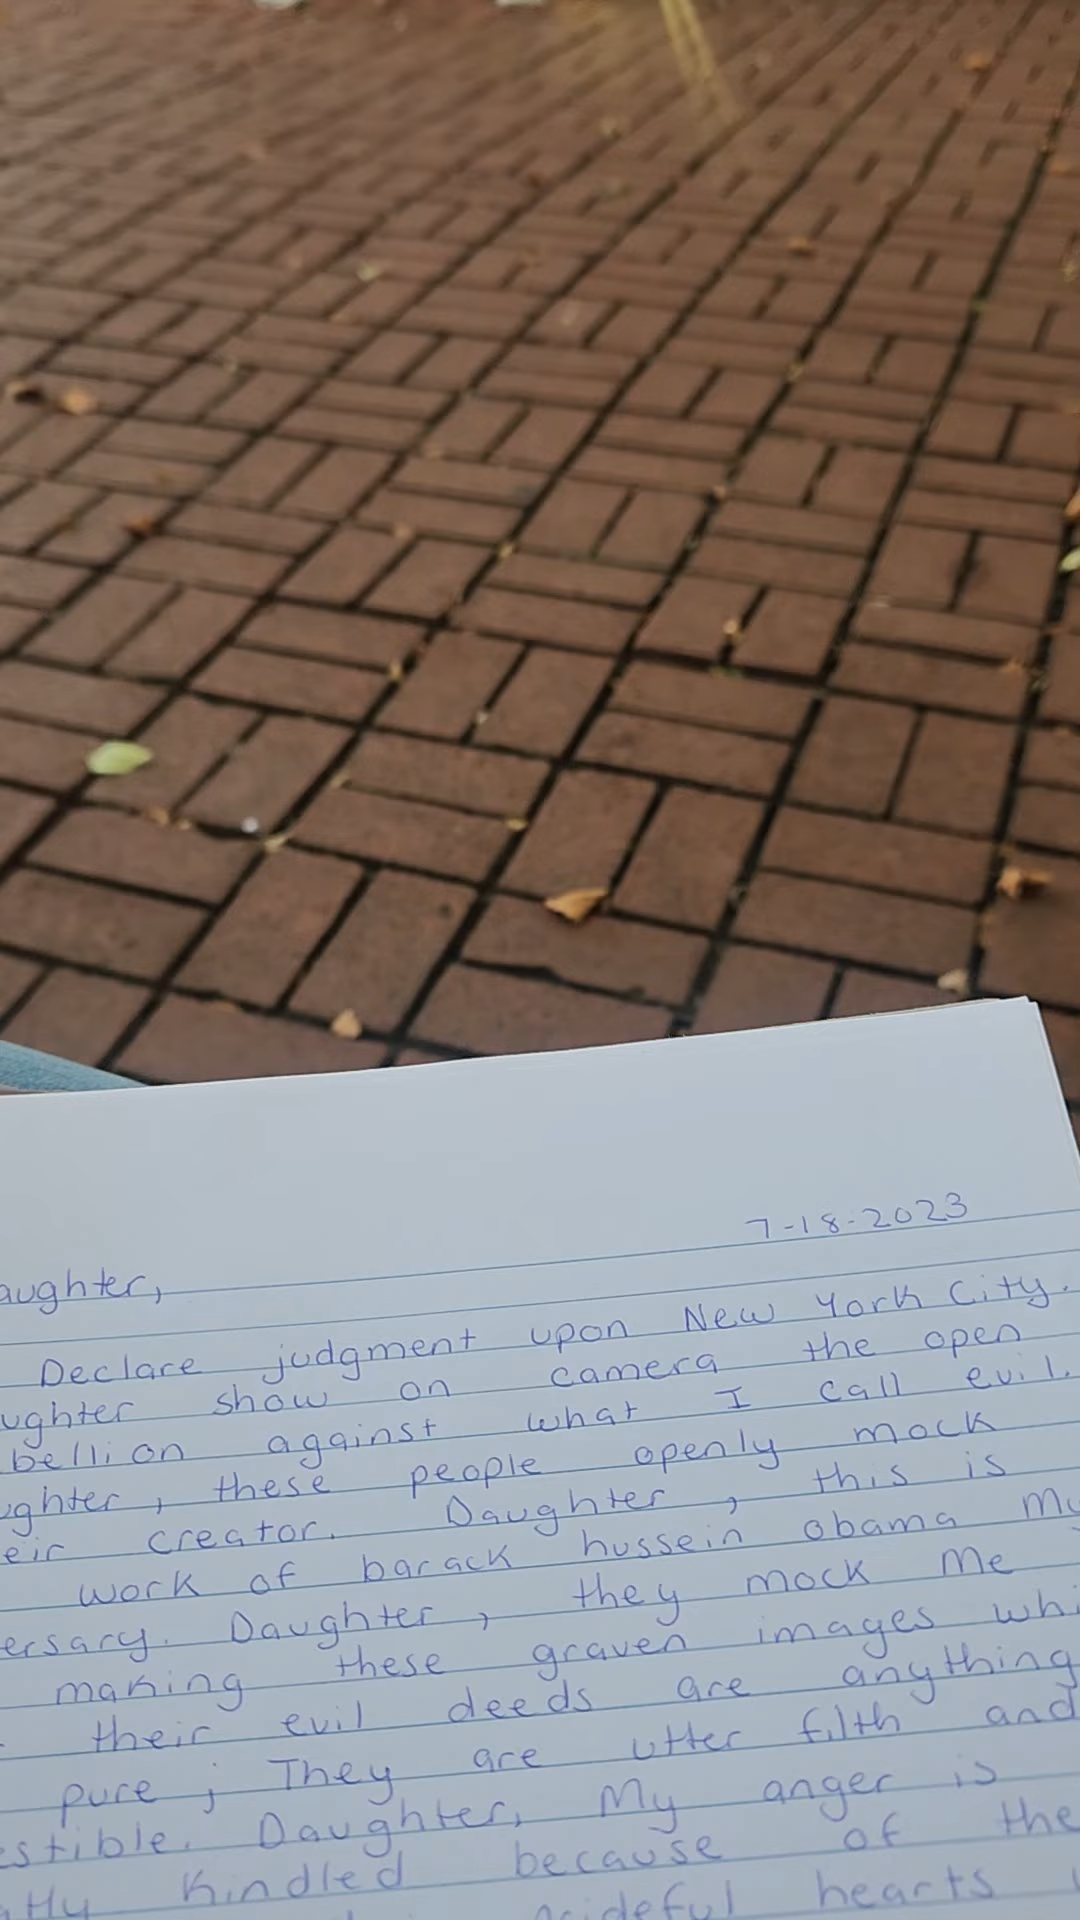 7-18-2023
aughter,
Declare judgment upon New York City.
ughter show on camera the open
bellion against what I call evil.
ghter, these people openly mock
eir creator. Daughter, this is
work of barack hussein obama My
ersary. Daughter, they mock Me
making these graven images whi
their evil deeds are anything
pure; They are utter filth and
estible. Daughter, My anger is
atly kindled because of the
hearts